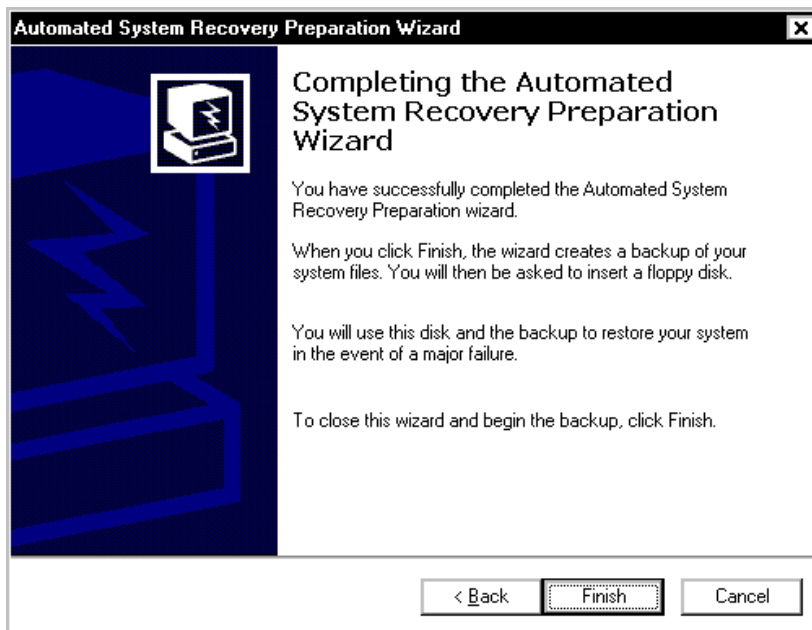 Automated System Recovery Preparation Wizard
Completing the Automated
System Recovery Preparation
Wizard
You have successfully completed the Automated System
Recovery Preparation wizard.
When you click Finish, the wizard creates a backup of your
system files. You will then be asked to insert a floppy disk.
You will use this disk and the backup to restore your system
in the event of a major failure.
To close this wizard and begin the backup, click Finish.
< Back
Finish
Cancel